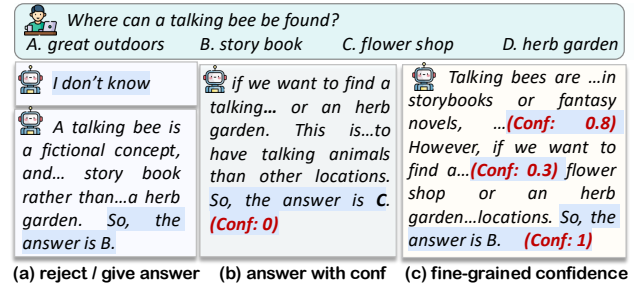 Where can a talking bee be found?
A. great outdoors B. story book C. flower shop D. herb garden
I don't know
A talking bee is
a fictional concept,
and... story book
rather than...a herb
garden. So, the
answer is B.
(a) reject / give answer
if we want to find a
talking... or an herb
garden. This is...to
have talking animals
than other locations.
So, the answer is C.
(Conf: 0)
(b) answer with conf
Talking bees are ...in
storybooks or fantasy
novels, ...(Conf: 0.8)
However, if we want to
find a...(Conf: 0.3) flower
shop or an herb
garden...locations. So, the
answer is B. (Conf: 1)
(c) fine-grained confidence